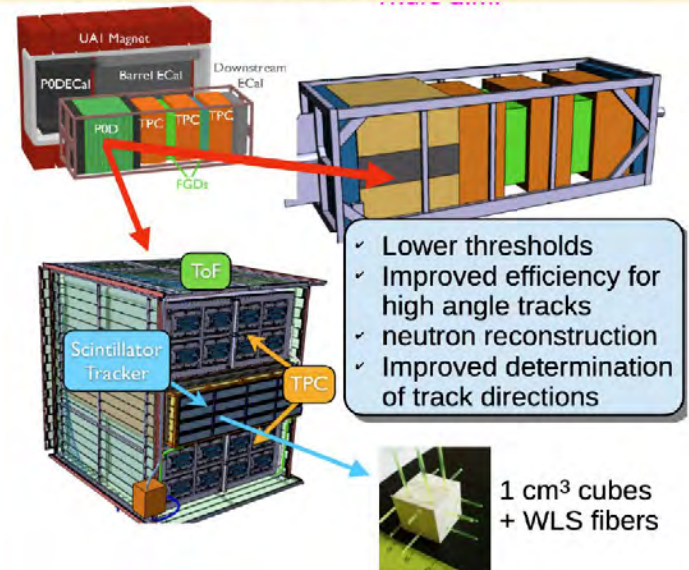 UA1 Magnet
P0DECal
Barrel ECal
Downstream
ECal
P0D
TPC
TPC
TPC
FGDs
ToF
Scintillator
Tracker
TPC
✓ Lower thresholds
✓ Improved efficiency for
high angle tracks
✓ neutron reconstruction
✓ Improved determination
of track directions
1 cm³ cubes
+ WLS fibers